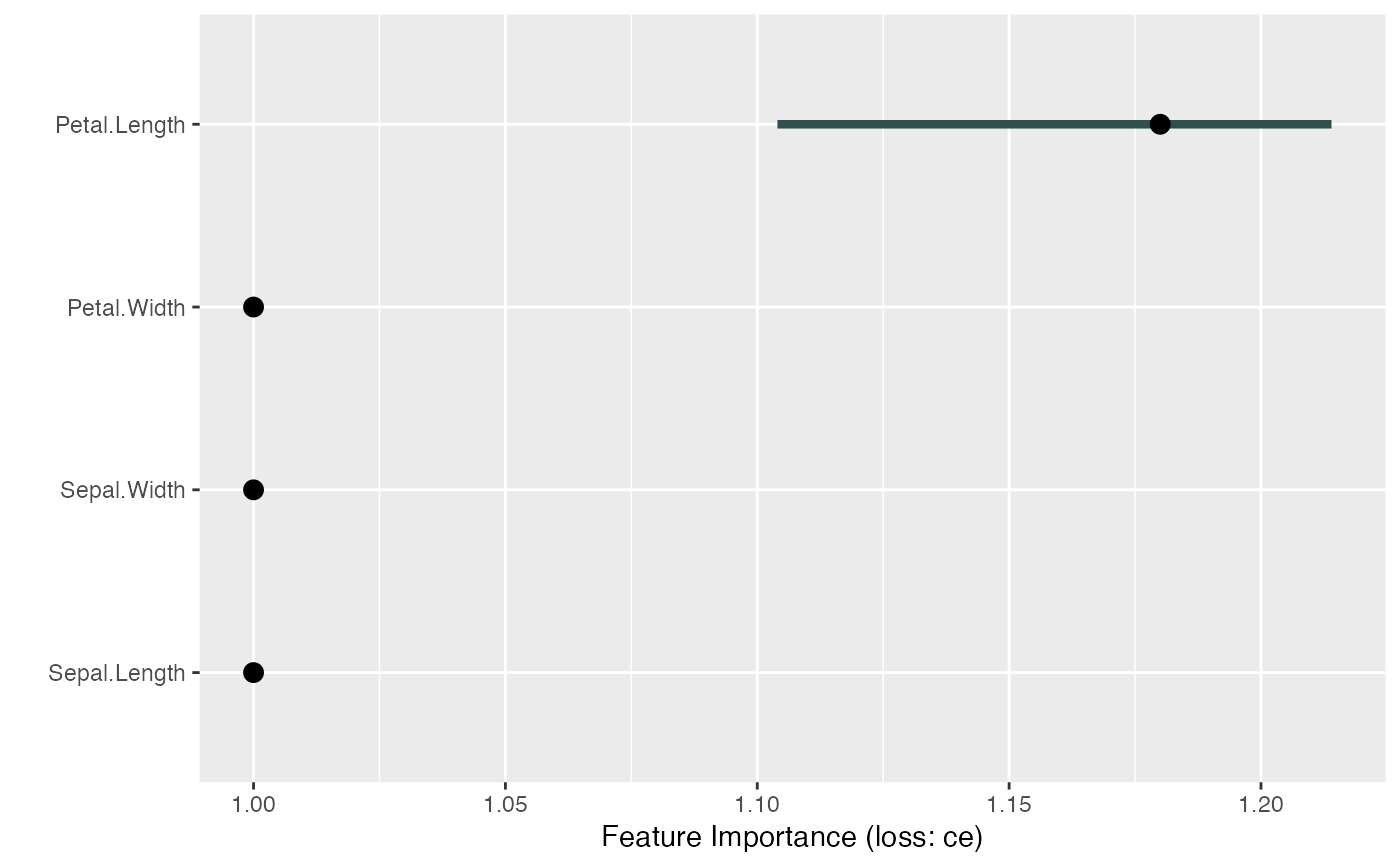 Petal.Length
Petal.Width
Sepal.Width
Sepal.Length
1.00 1.05 1.10 1.15 1.20
Feature Importance (loss: ce)